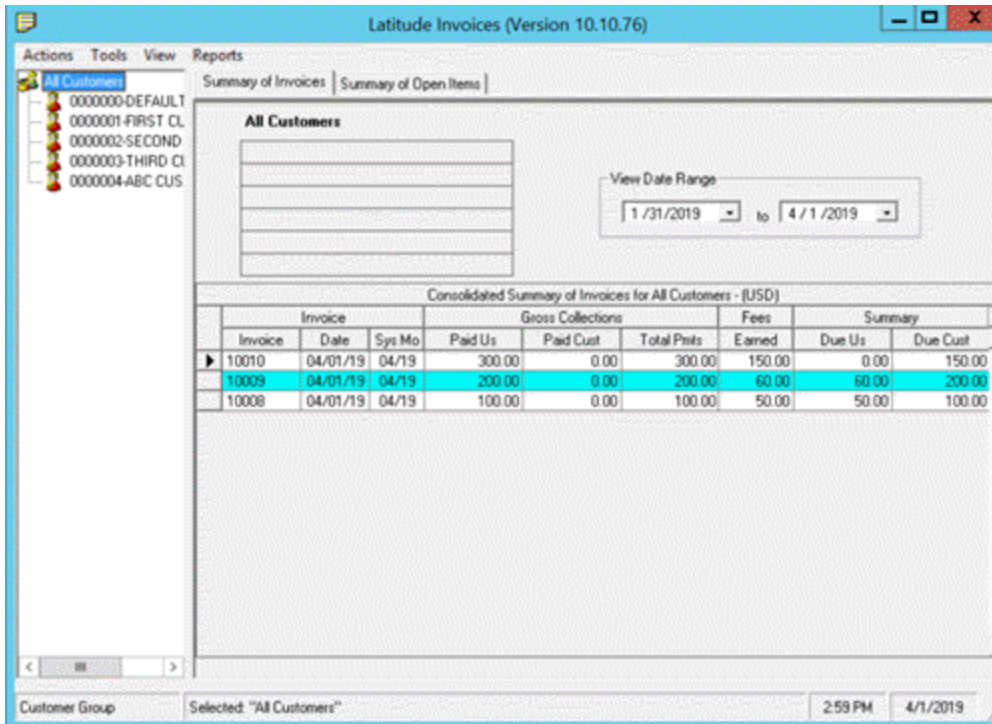 Latitude Invoices (Version 10.10.76)
Actions Tools View Reports
All Customers
0000000-DEFAULT
0000001-FIRST CL
0000002-SECOND
0000003-THIRD CL
0000004-ABC CUS
Summary of Invoices Summary of Open Items
All Customers
View Date Range
1 /31/2019 to 4 / 1 /2019
Consolidated Summary of Invoices for All Customers - (USD)
Invoice Gross Collections Fees Summary
Invoice Date Sys Mo Paid Us Paid Cust Total Pmts Earned Due Us Due Cust
10010 04/01/19 04/19 300.00 0.00 300.00 150.00 0.00 150.00
10009 04/01/19 04/19 200.00 0.00 200.00 60.00 60.00 200.00
10008 04/01/19 04/19 100.00 0.00 100.00 50.00 50.00 100.00
Customer Group Selected: "All Customers" 2:59 PM 4/1/2019